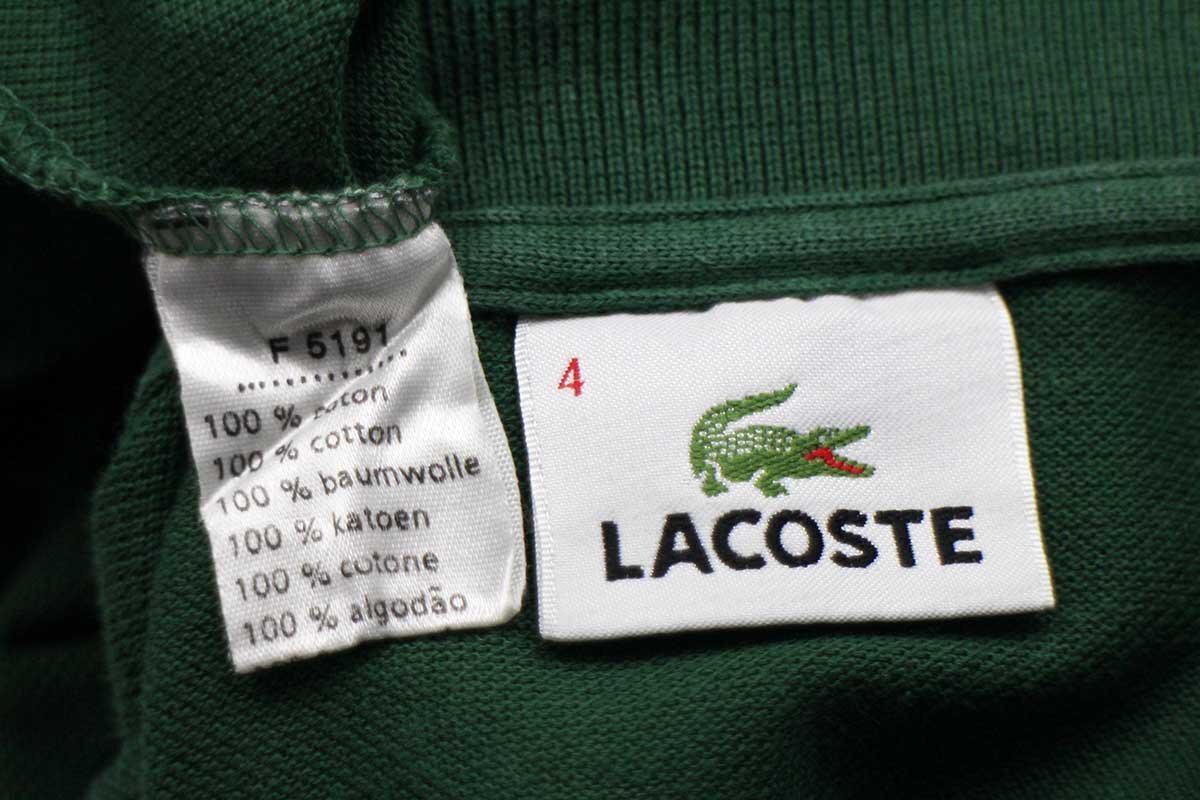 F 5191
100 % coton
100 % cotton
100 % baumwolle
100 % katoen
100 % cotone
100 % algodão
4
LACOSTE